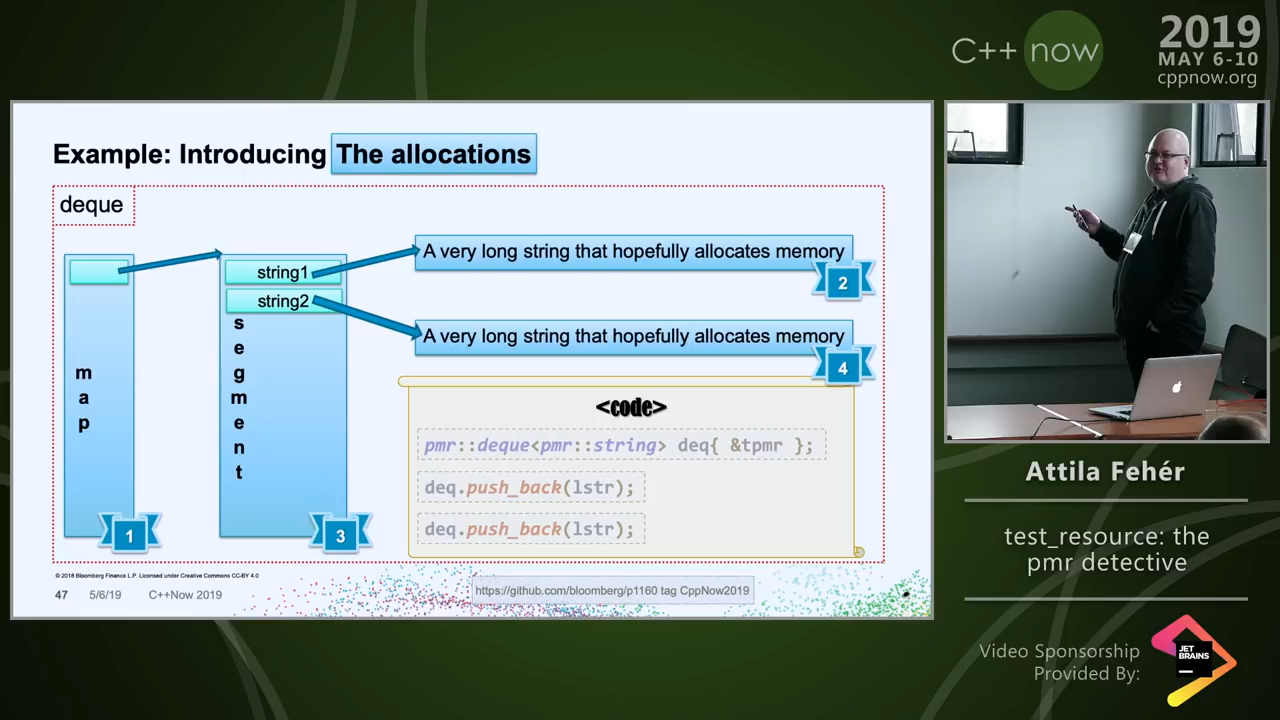 C++ now
2019
MAY 6-10
cppnow.org
Example: Introducing The allocations
deque
map
string1
string2
segment
A very long string that hopefully allocates memory
2
A very long string that hopefully allocates memory
4
1
3
<code>
pmr::deque<pmr::string> deq{ &tpmr };
deq.push_back(lstr);
deq.push_back(lstr);
© 2018 Bloomberg Finance L.P. Licensed under Creative Commons CC-BY 4.0
47 5/6/19 C++Now 2019
https://github.com/bloomberg/p1160 tag CppNow2019
Attila Fehér
test_resource: the
pmr detective
Video Sponsorship
Provided By:
JET
BRAINS